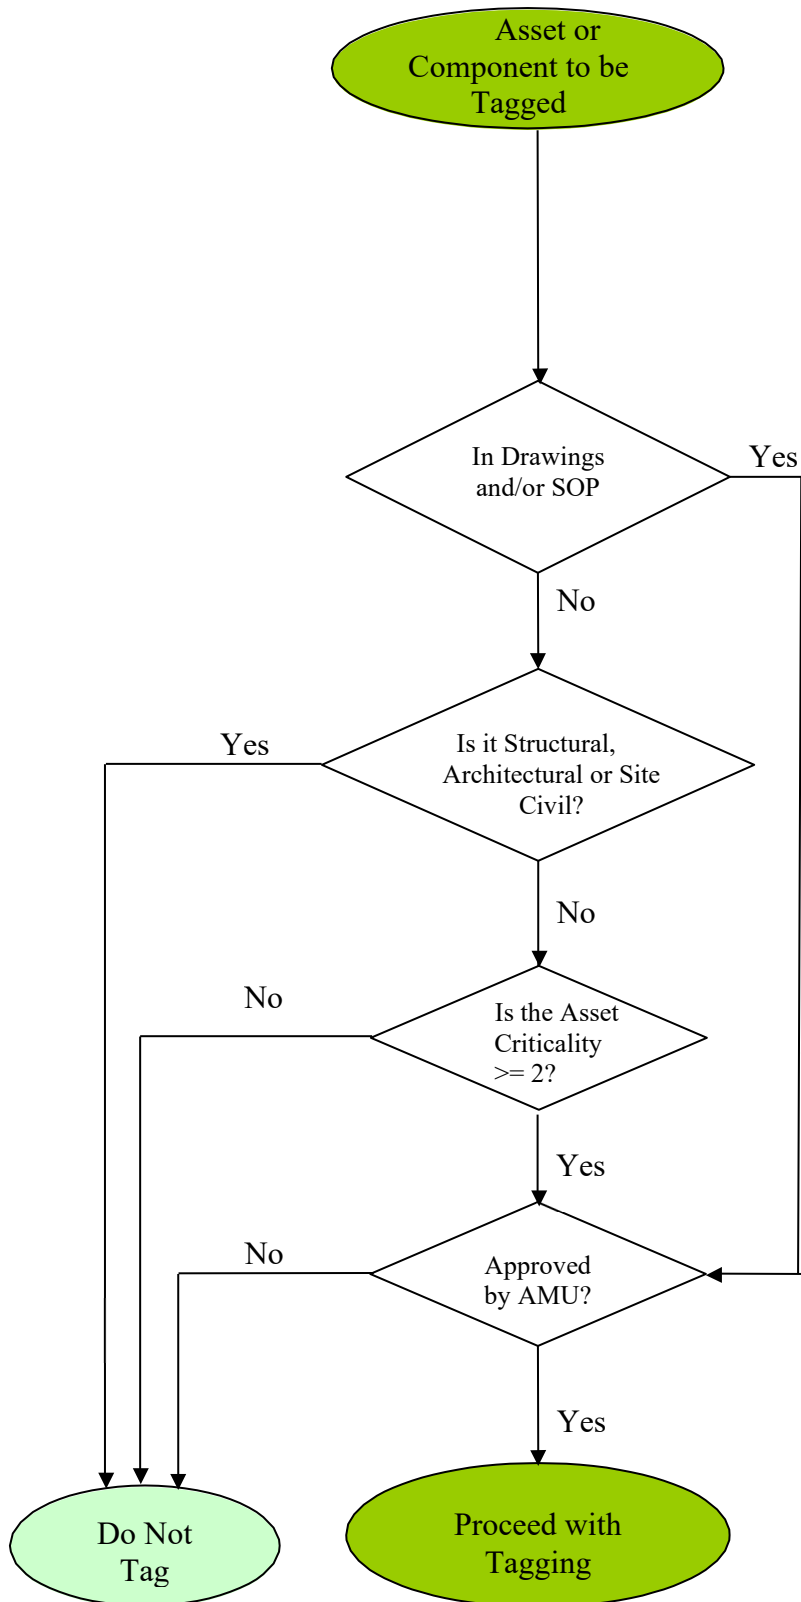 Asset or
Component to be
Tagged
In Drawings
and/or SOP
Yes
No
Is it Structural,
Architectural or Site
Civil?
Yes
No
Is the Asset
Criticality
>= 2?
No
Yes
Approved
by AMU?
No
Yes
Do Not
Tag
Proceed with
Tagging